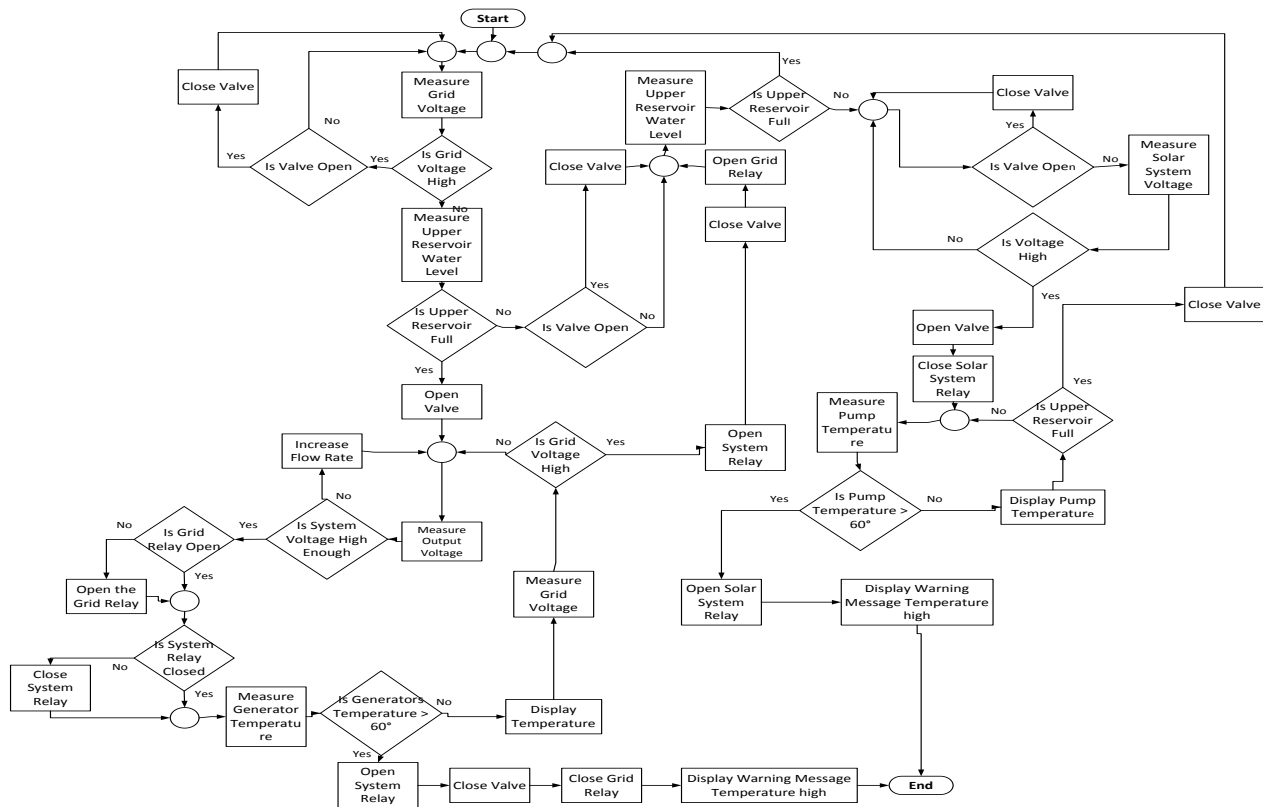 Start
Close Valve
Measure
Grid
Voltage
No
Is Valve Open
Yes
Yes
Is Grid
Voltage
High
No
Measure
Upper
Reservoir
Water
Level
Is Upper
Reservoir
Full
No
Yes
Open
Valve
Is Valve Open
Yes
No
Close Valve
Measure
Upper
Reservoir
Water
Level
Open Grid
Relay
Close Valve
Is Upper
Reservoir
Full
Yes
No
Close Valve
Yes
Is Valve Open
No
Measure
Solar
System
Voltage
Is Voltage
High
No
Yes
Open Valve
Close Solar
System
Relay
Close Valve
Yes
Is Upper
Reservoir
Full
No
Measure
Pump
Temperatu
re
Is Pump
Temperature >
60°
Yes
No
Display Pump
Temperature
Open Solar
System
Relay
Display Warning
Message Temperature
high
Increase
Flow Rate
No
Is Grid
Voltage
High
No
Yes
Open
System
Relay
Is System
Voltage High
Enough
Yes
Measure
Output
Voltage
Is Grid
Relay Open
No
Yes
Open the
Grid Relay
Is System
Relay
Closed
No
Yes
Close
System
Relay
Measure
Generator
Temperatu
re
Is Generators
Temperature >
60°
No
Yes
Display
Temperature
Measure
Grid
Voltage
Open
System
Relay
Close Valve
Close Grid
Relay
Display Warning Message
Temperature high
End